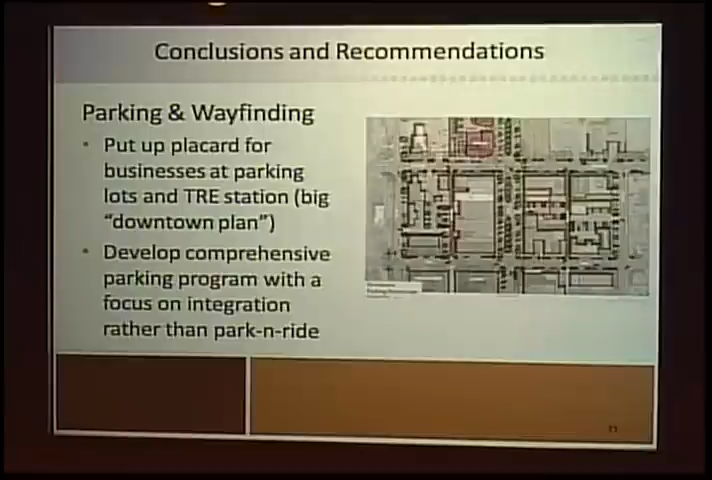 Conclusions and Recommendations
Parking & Wayfinding
• Put up placard for
businesses at parking
lots and TRE station (big
"downtown plan")
• Develop comprehensive
parking program with a
focus on integration
rather than park-n-ride